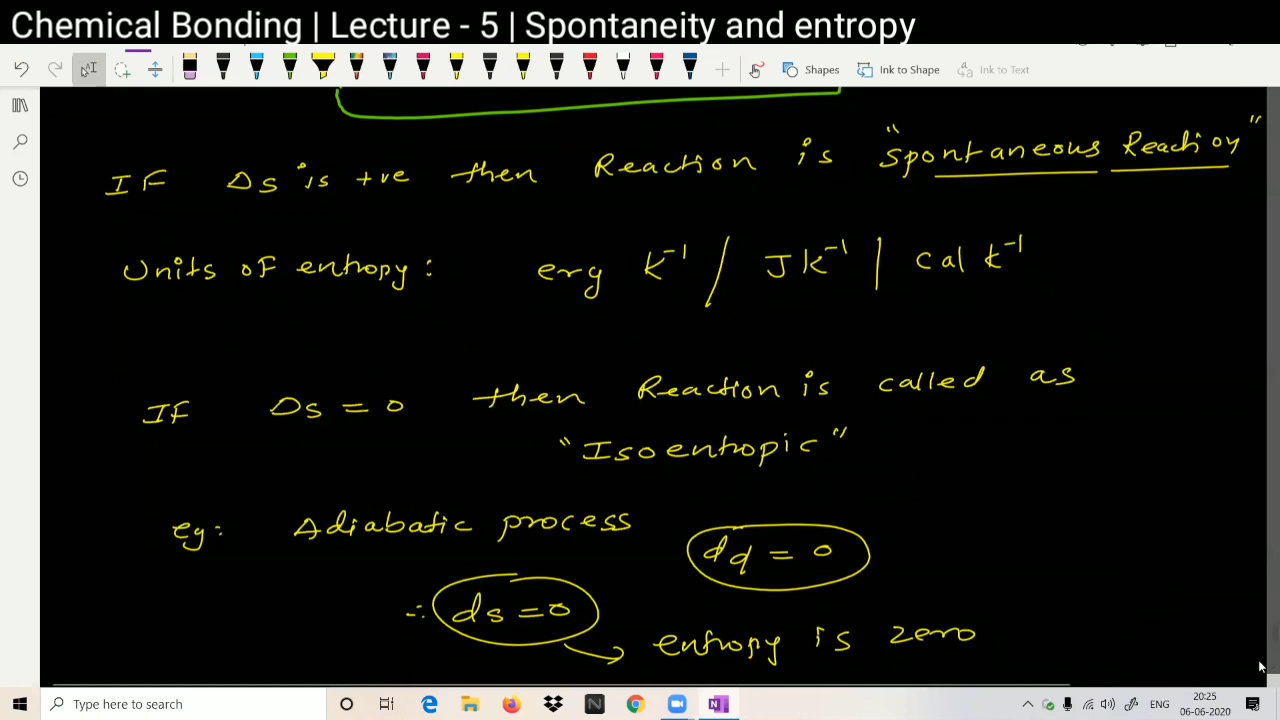 Chemical Bonding | Lecture - 5 | Spontaneity and entropy
Shapes Ink to Shape Ink to Text
IF Δs is +ve then Reaction is "Spontaneous Reaction"
Units of entropy: erg K⁻¹ / J K⁻¹ | Cal K⁻¹
IF Δs = 0 then Reaction is called as
"Isoentropic"
eg: Adiabatic process
dq = 0
∴ ds = 0
→ entropy is zero
Type here to search
ENG
20:25
06-06-2020